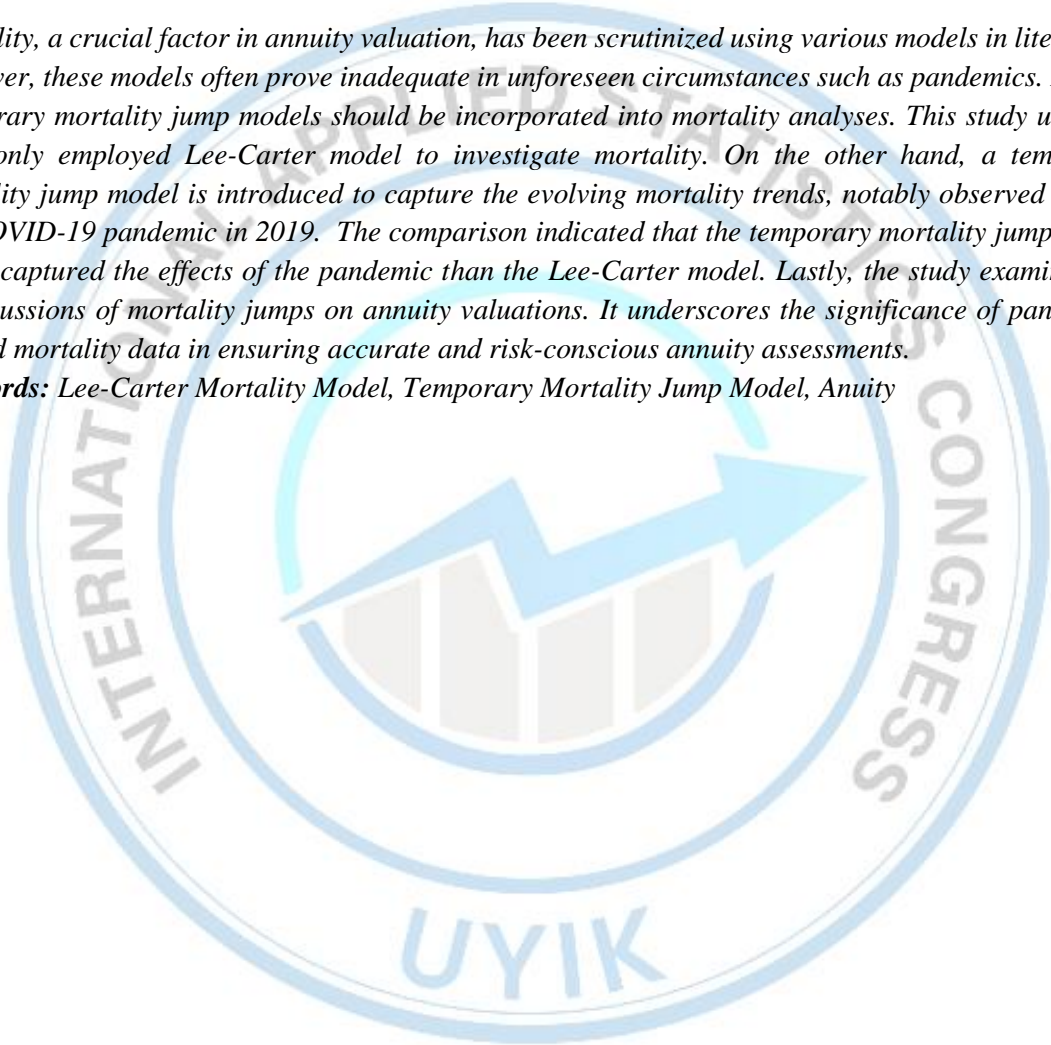 lity, a crucial factor in annuity valuation, has been scrutinized using various models in lite
ver, these models often prove inadequate in unforeseen circumstances such as pandemics.
rary mortality jump models should be incorporated into mortality analyses. This study u
only employed Lee-Carter model to investigate mortality. On the other hand, a tem
lity jump model is introduced to capture the evolving mortality trends, notably observed
OVID-19 pandemic in 2019. The comparison indicated that the temporary mortality jump
captured the effects of the pandemic than the Lee-Carter model. Lastly, the study examin
ussions of mortality jumps on annuity valuations. It underscores the significance of pan
d mortality data in ensuring accurate and risk-conscious annuity assessments.
ords: Lee-Carter Mortality Model, Temporary Mortality Jump Model, Anuity
INTERNATIONAL APPLIED STATISTICS CONGRESS
UYIK